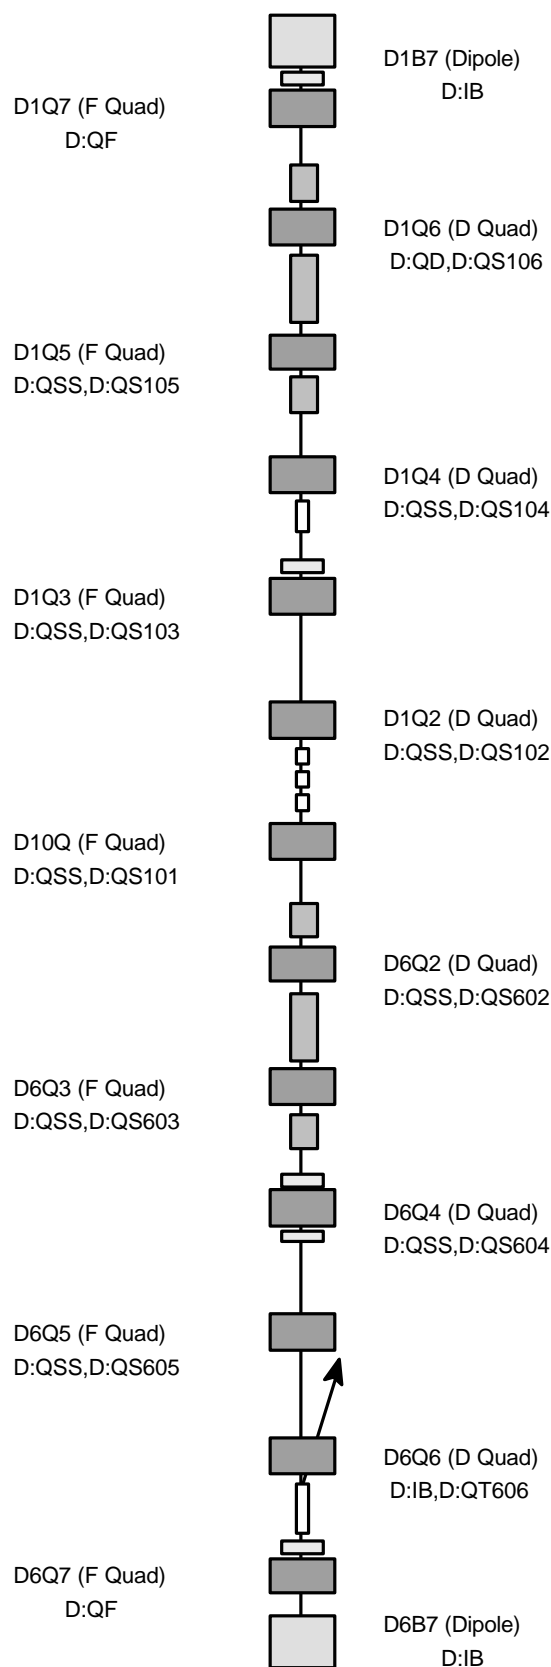 D1B7 (Dipole)
D:IB
D1Q7 (F Quad)
D:QF
D1Q6 (D Quad)
D:QD,D:QS106
D1Q5 (F Quad)
D:QSS,D:QS105
D1Q4 (D Quad)
D:QSS,D:QS104
D1Q3 (F Quad)
D:QSS,D:QS103
D1Q2 (D Quad)
D:QSS,D:QS102
D10Q (F Quad)
D:QSS,D:QS101
D6Q2 (D Quad)
D:QSS,D:QS602
D6Q3 (F Quad)
D:QSS,D:QS603
D6Q4 (D Quad)
D:QSS,D:QS604
D6Q5 (F Quad)
D:QSS,D:QS605
D6Q6 (D Quad)
D:IB,D:QT606
D6Q7 (F Quad)
D:QF
D6B7 (Dipole)
D:IB